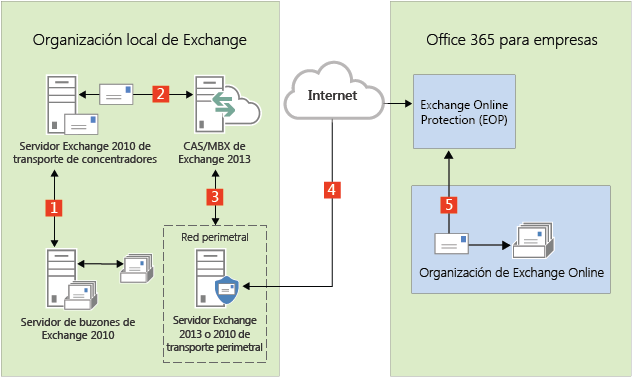 Organización local de Exchange
2
Servidor Exchange 2010 de
transporte de concentradores
CAS/MBX de
Exchange 2013
1
3
Servidor de buzones de
Exchange 2010
Red perimetral
Servidor Exchange
2013 o 2010 de
transporte perimetral
Internet
4
Office 365 para empresas
Exchange Online
Protection (EOP)
5
Organización de Exchange Online